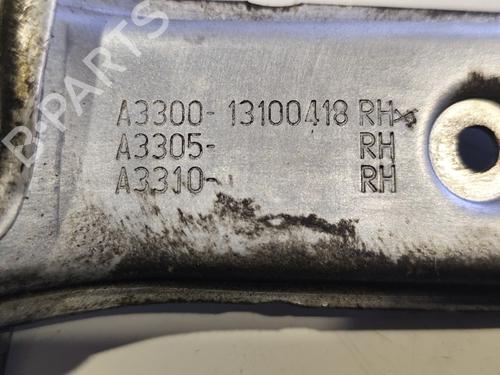 A3300- 13100418 RH
A3305- RH
A3310- RH
B-PARTS